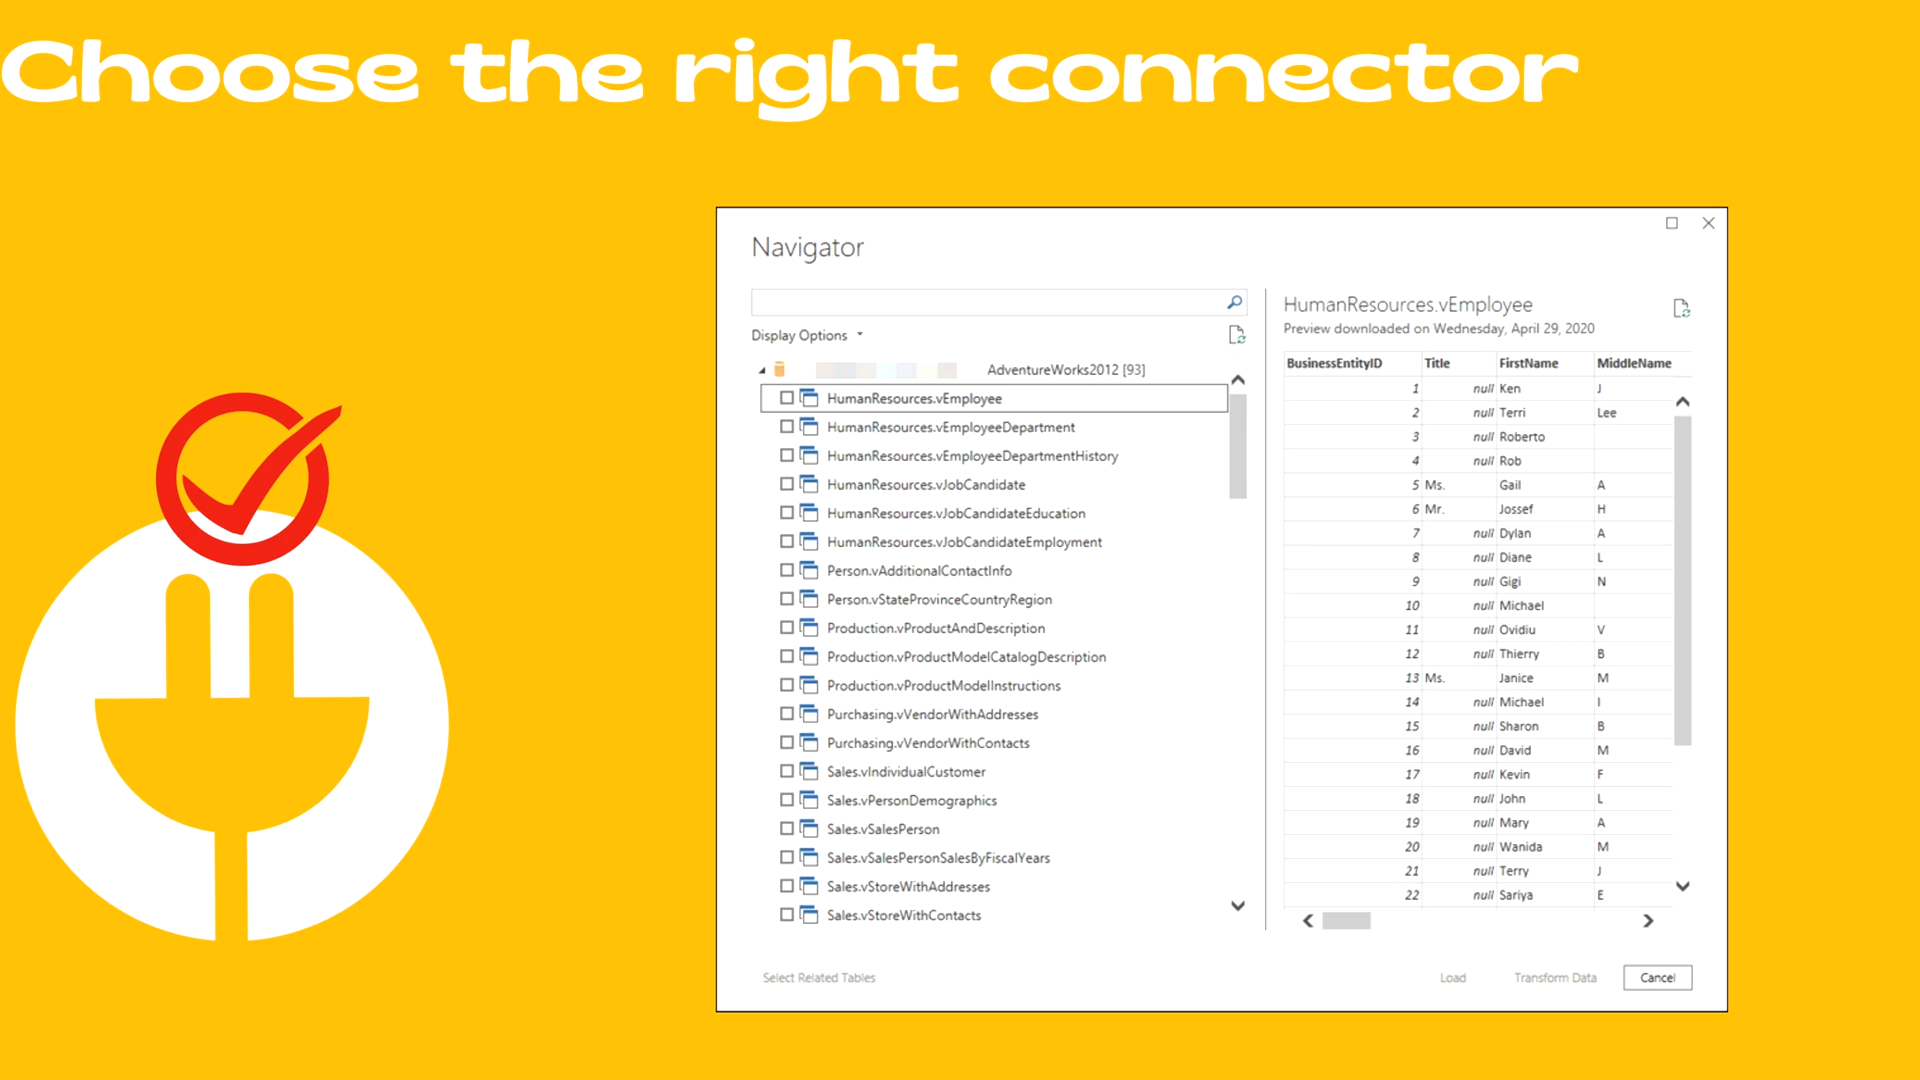 Choose the right connector
Navigator
Display Options
AdventureWorks2012 [93]
HumanResources.vEmployee
HumanResources.vEmployeeDepartment
HumanResources.vEmployeeDepartmentHistory
HumanResources.vJobCandidate
HumanResources.vJobCandidateEducation
HumanResources.vJobCandidateEmployment
Person.vAdditionalContactInfo
Person.vStateProvinceCountryRegion
Production.vProductAndDescription
Production.vProductModelCatalogDescription
Production.vProductModelInstructions
Purchasing.vVendorWithAddresses
Purchasing.vVendorWithContacts
Sales.vIndividualCustomer
Sales.vPersonDemographics
Sales.vSalesPerson
Sales.vSalesPersonSalesByFiscalYears
Sales.vStoreWithAddresses
Sales.vStoreWithContacts
Select Related Tables
HumanResources.vEmployee
Preview downloaded on Wednesday, April 29, 2020
BusinessEntityID Title FirstName MiddleName
1 null Ken J
2 null Terri Lee
3 null Roberto
4 null Rob
5 Ms. Gail A
6 Mr. Jossef H
7 null Dylan A
8 null Diane L
9 null Gigi N
10 null Michael
11 null Ovidiu V
12 null Thierry B
13 Ms. Janice M
14 null Michael I
15 null Sharon B
16 null David M
17 null Kevin F
18 null John L
19 null Mary A
20 null Wanida M
21 null Terry J
22 null Sariya E
Load Transform Data Cancel